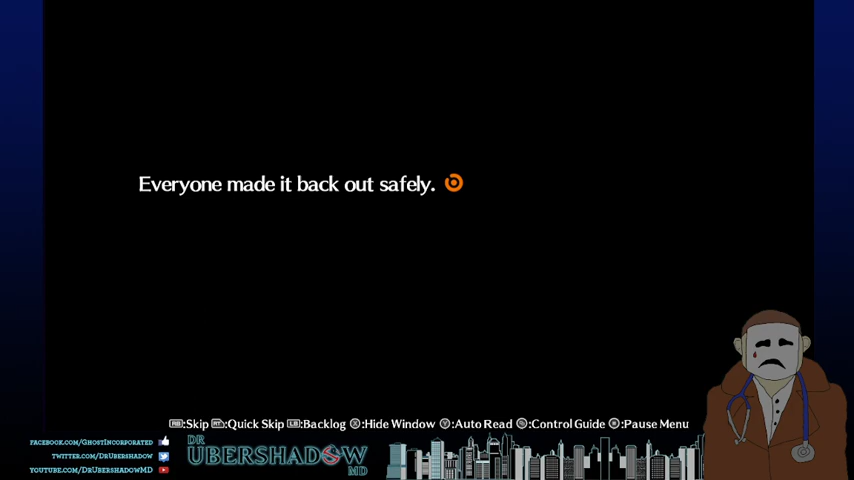 Everyone made it back out safely.
RB:Skip RT:Quick Skip LB:Backlog X:Hide Window Y:Auto Read :Control Guide :Pause Menu
FACEBOOK.COM/GHOSTINCORPORATED
TWITTER.COM/DRUBERSHADOW
YOUTUBE.COM/DRUBERSHADOWMD
DR
UBERSHADOW
MD